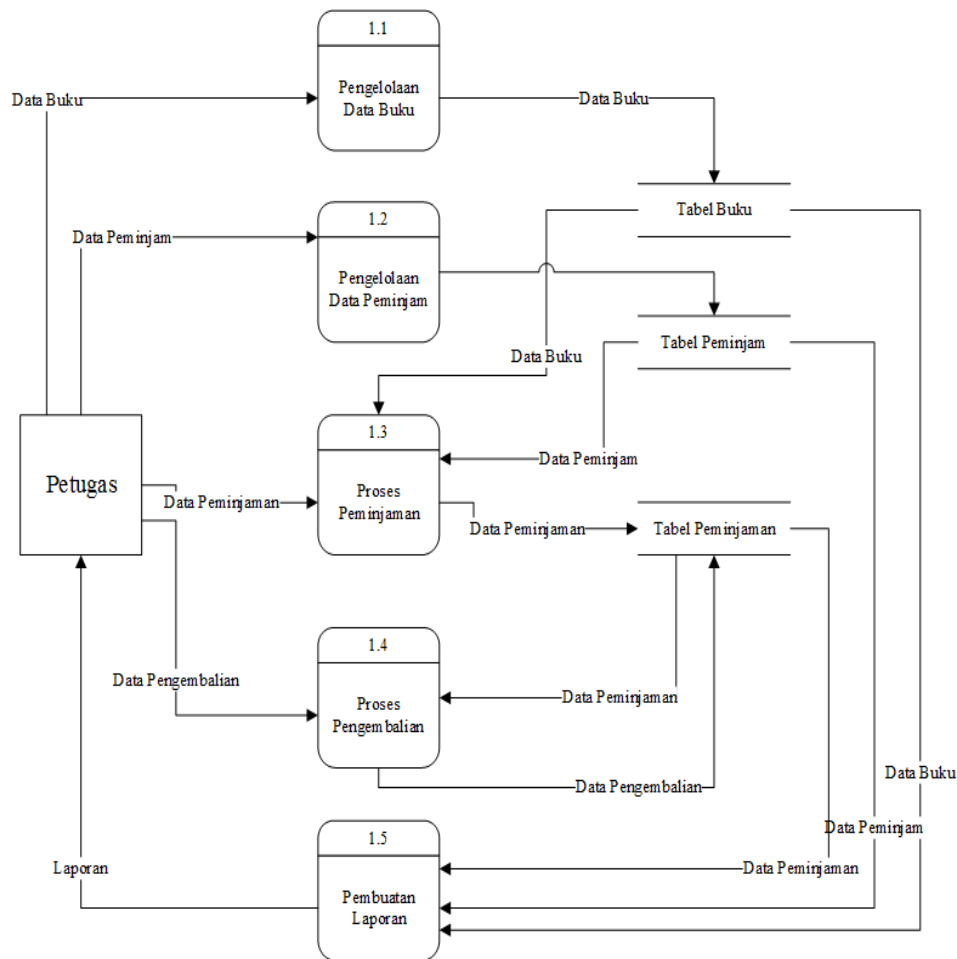 1.1
Pengelolaan
Data Buku
Data Buku
Data Buku
Tabel Buku
1.2
Data Peminjam
Pengelolaan
Data Peminjam
Tabel Peminjam
Data Buku
1.3
Data Peminjam
Petugas
Data Peminjaman
Proses
Peminjaman
Data Peminjaman
Tabel Peminjaman
1.4
Data Pengembalian
Proses
Pengembalian
Data Peminjaman
Data Buku
Data Pengembalian
Data Peminjam
1.5
Laporan
Data Peminjaman
Pembuatan
Laporan